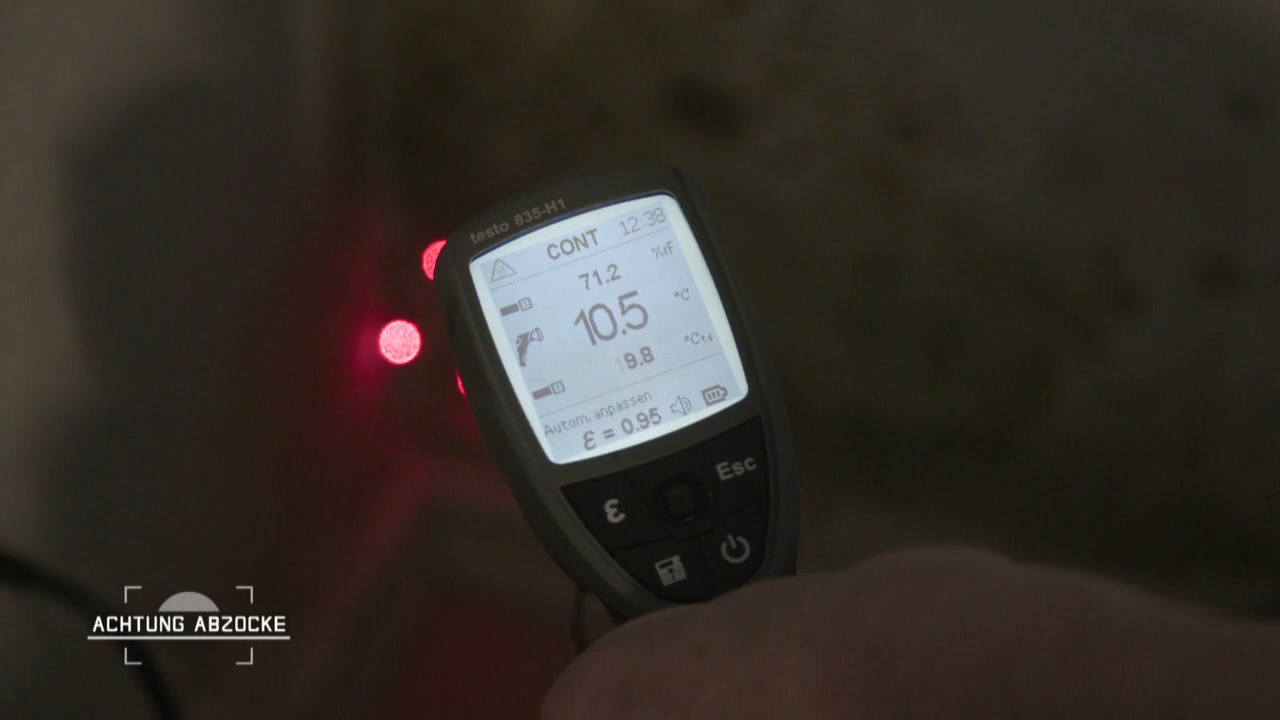 testo 835-H1
CONT 12:38
71.2 %rF
10.5 °C
9.8 °Ctd
Autom. anpassen
ε = 0.95
Esc
ε
ACHTUNG ABZOCKE